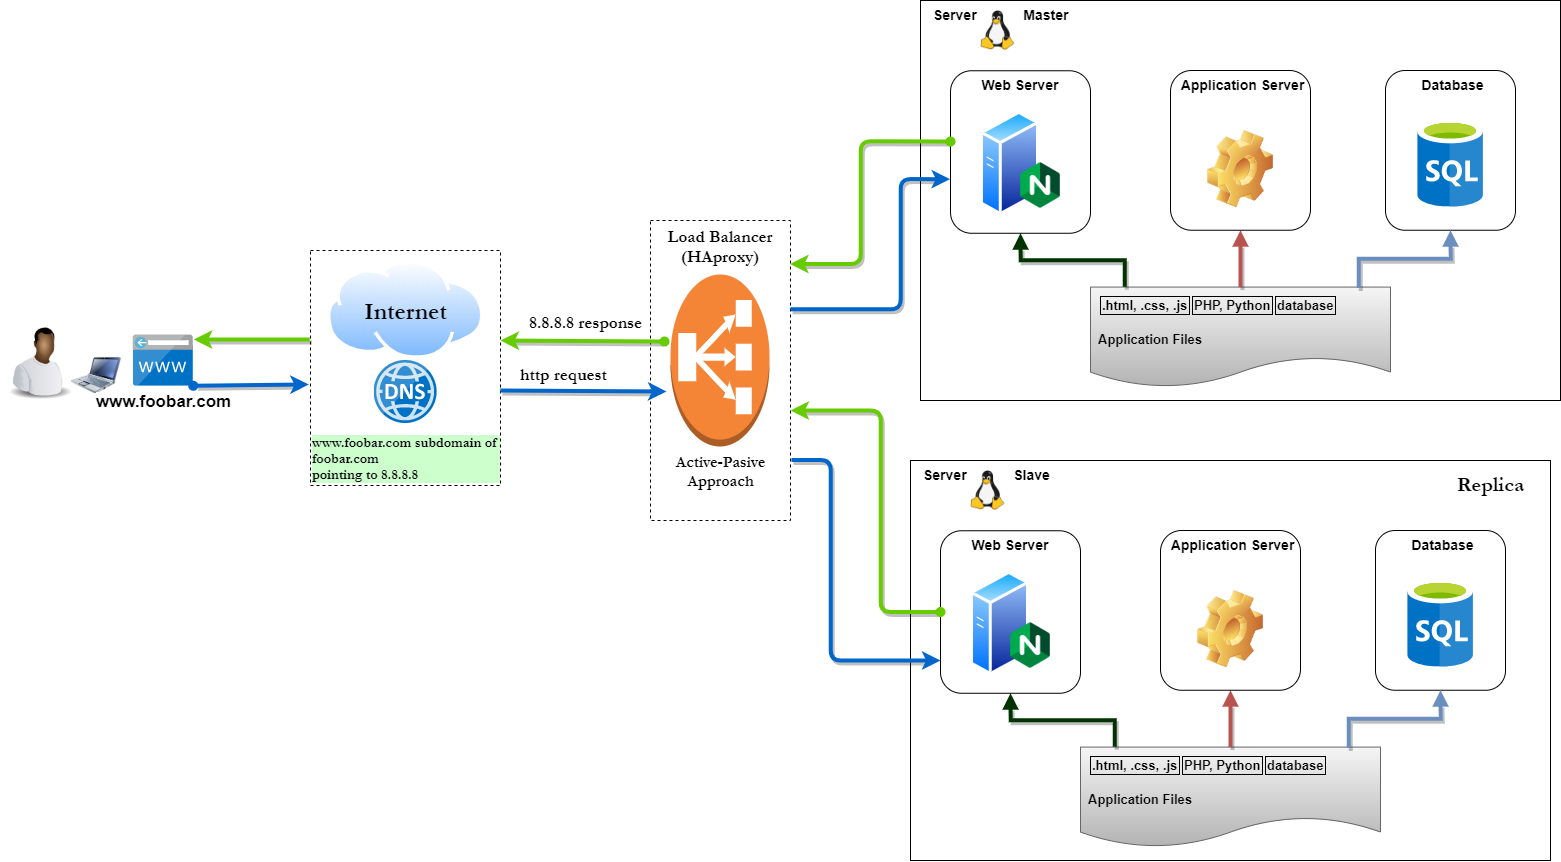 www
www.foobar.com
Internet
DNS
www.foobar.com subdomain of
foobar.com
pointing to 8.8.8.8
8.8.8.8 response
http request
Load Balancer
(HAproxy)
Active-Pasive
Approach
Server Master
Web Server
N
Application Server
Database
SQL
.html, .css, .js PHP, Python database
Application Files
Server Slave
Replica
Web Server
N
Application Server
Database
SQL
.html, .css, .js PHP, Python database
Application Files